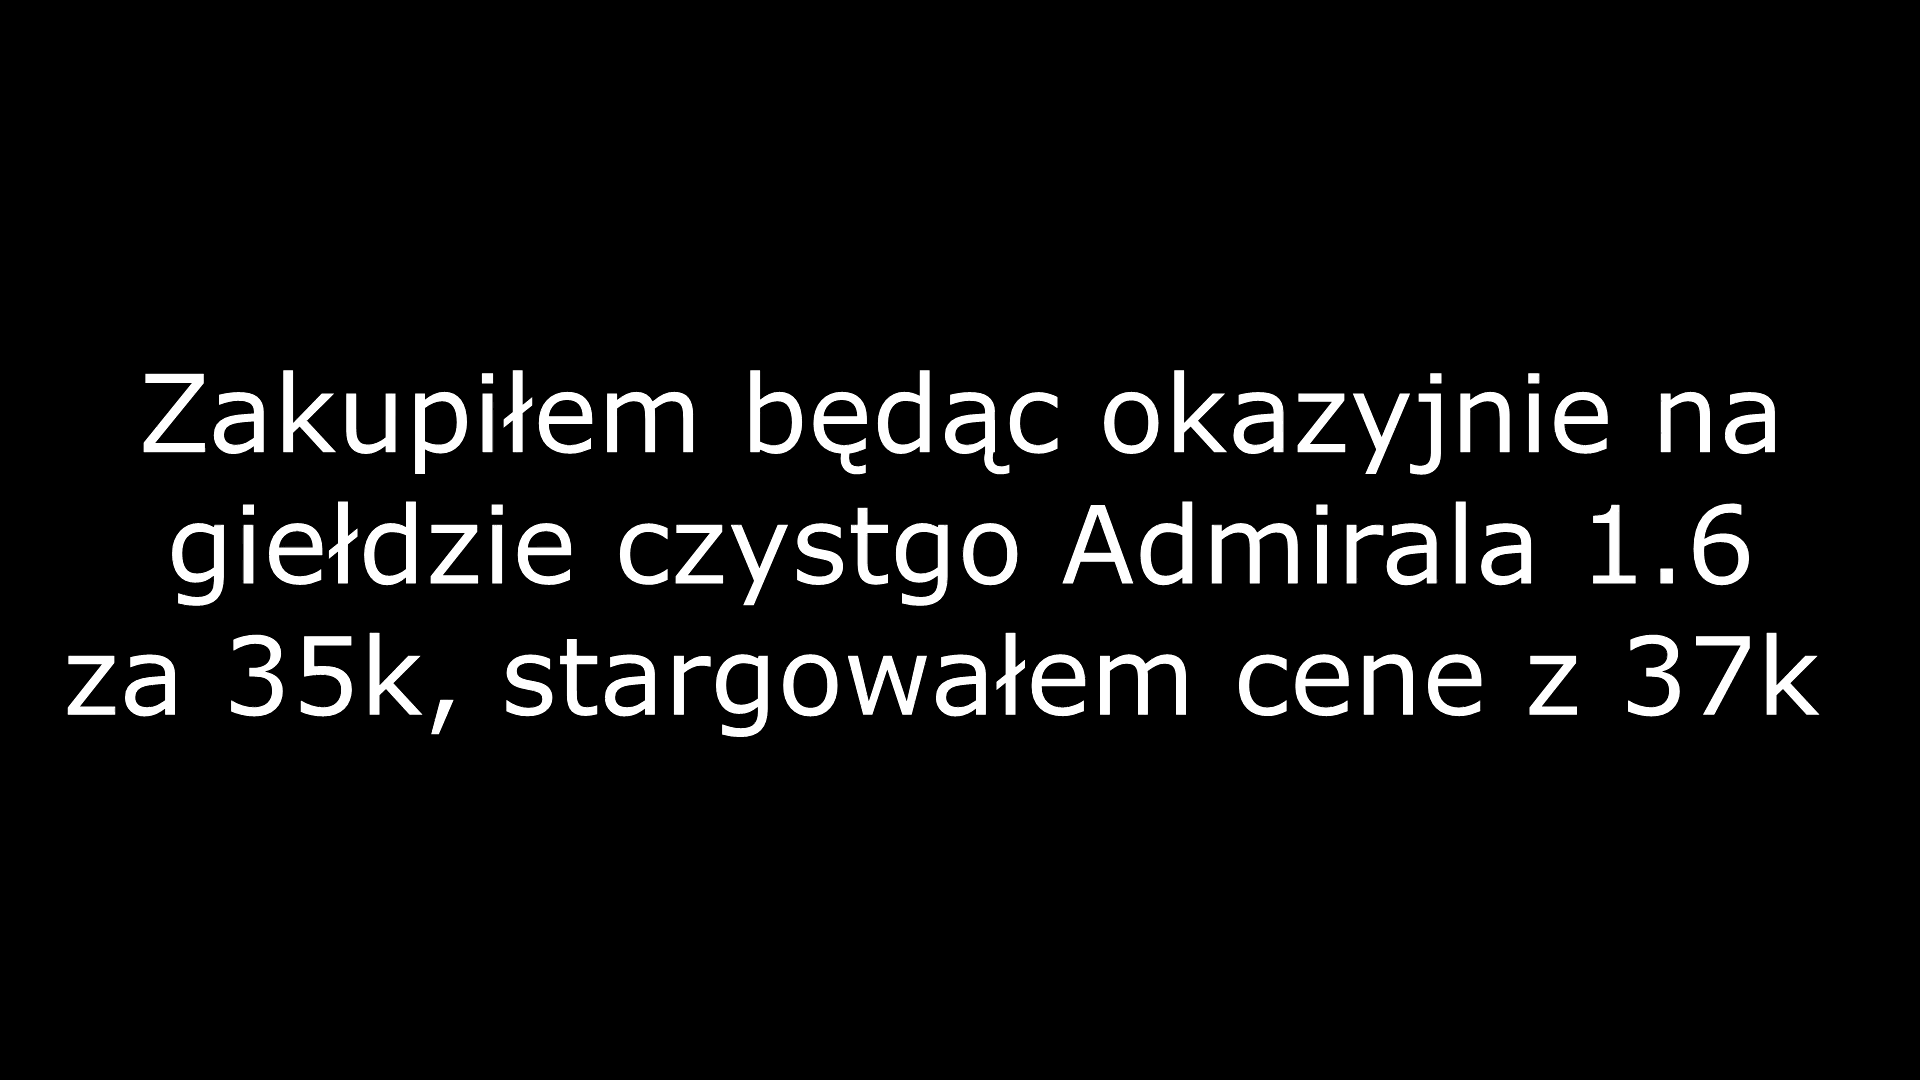 Zakupiłem będąc okazyjnie na
giełdzie czystgo Admirala 1.6
za 35k, stargowałem cene z 37k